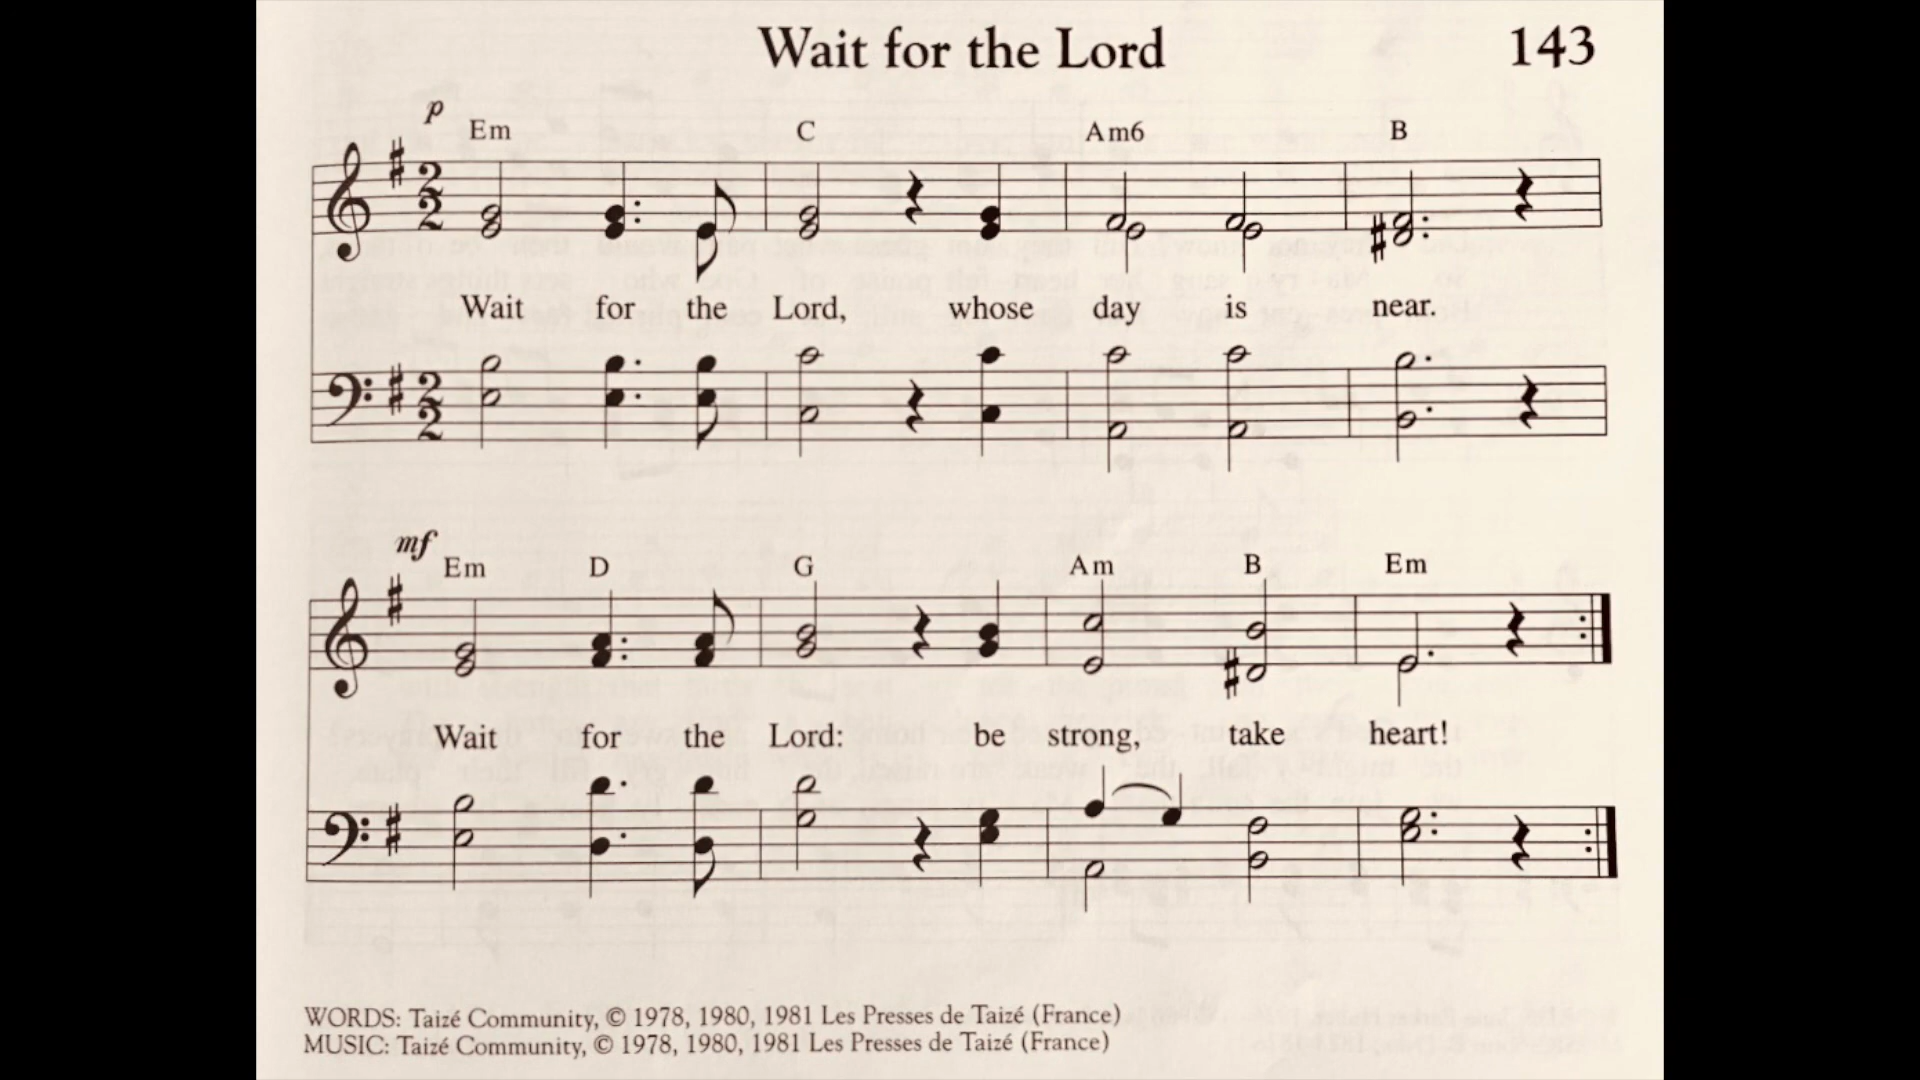 Wait for the Lord 143
p
Em C Am6 B
Wait for the Lord, whose day is near.
mf
Em D G Am B Em
Wait for the Lord: be strong, take heart!
WORDS: Taizé Community, © 1978, 1980, 1981 Les Presses de Taizé (France)
MUSIC: Taizé Community, © 1978, 1980, 1981 Les Presses de Taizé (France)